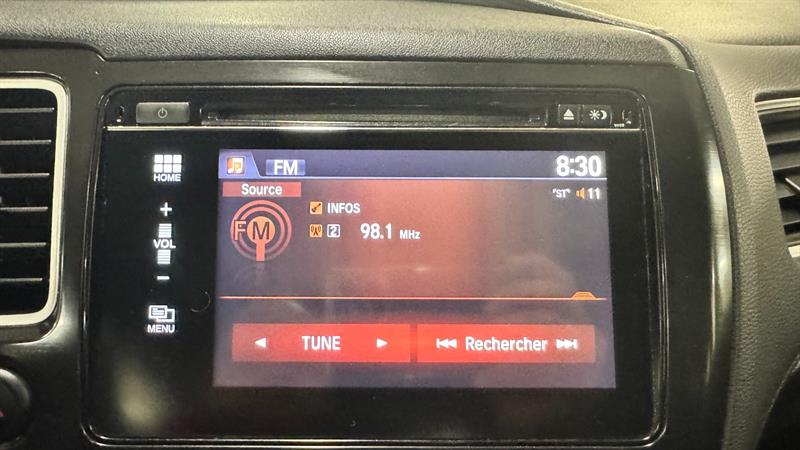 FM 8:30
HOME
Source
"ST" 11
FM
INFOS
2 98.1 MHz
+
VOL
−
MENU
TUNE
Rechercher